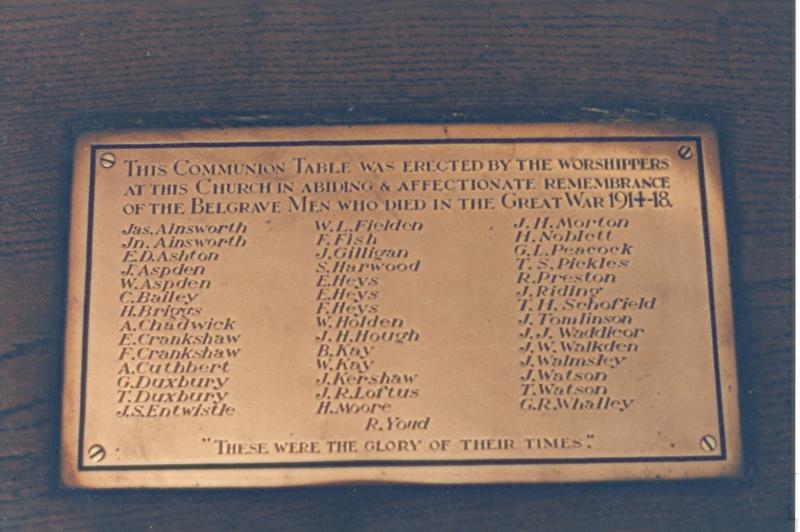 THIS COMMUNION TABLE WAS ERECTED BY THE WORSHIPPERS
AT THIS CHURCH IN ABIDING & AFFECTIONATE REMEMBRANCE
OF THE BELGRAVE MEN WHO DIED IN THE GREAT WAR 1914-18.
Jas. Ainsworth
Jn. Ainsworth
E.D. Ashton
J. Aspden
W. Aspden
C. Bailey
H. Briggs
A. Chadwick
E. Crankshaw
F. Crankshaw
A. Cuthbert
G. Duxbury
T. Duxbury
J.S. Entwistle
W.L. Fielden
F. Fish
J. Gilligan
S. Harwood
E. Heys
E. Heys
F. Heys
W. Holden
J.H. Hough
B. Kay
W. Kay
J. Kershaw
J.R. Loftus
H. Moore
J.H. Morton
H. Noblett
G.L. Peacock
T.S. Pickles
R. Preston
J. Riding
T.H. Schofield
J. Tomlinson
J.J. Waddicor
J.W. Walkden
J. Walmsley
J. Watson
T. Watson
G.R. Whalley
R. Youd
"THESE WERE THE GLORY OF THEIR TIMES."